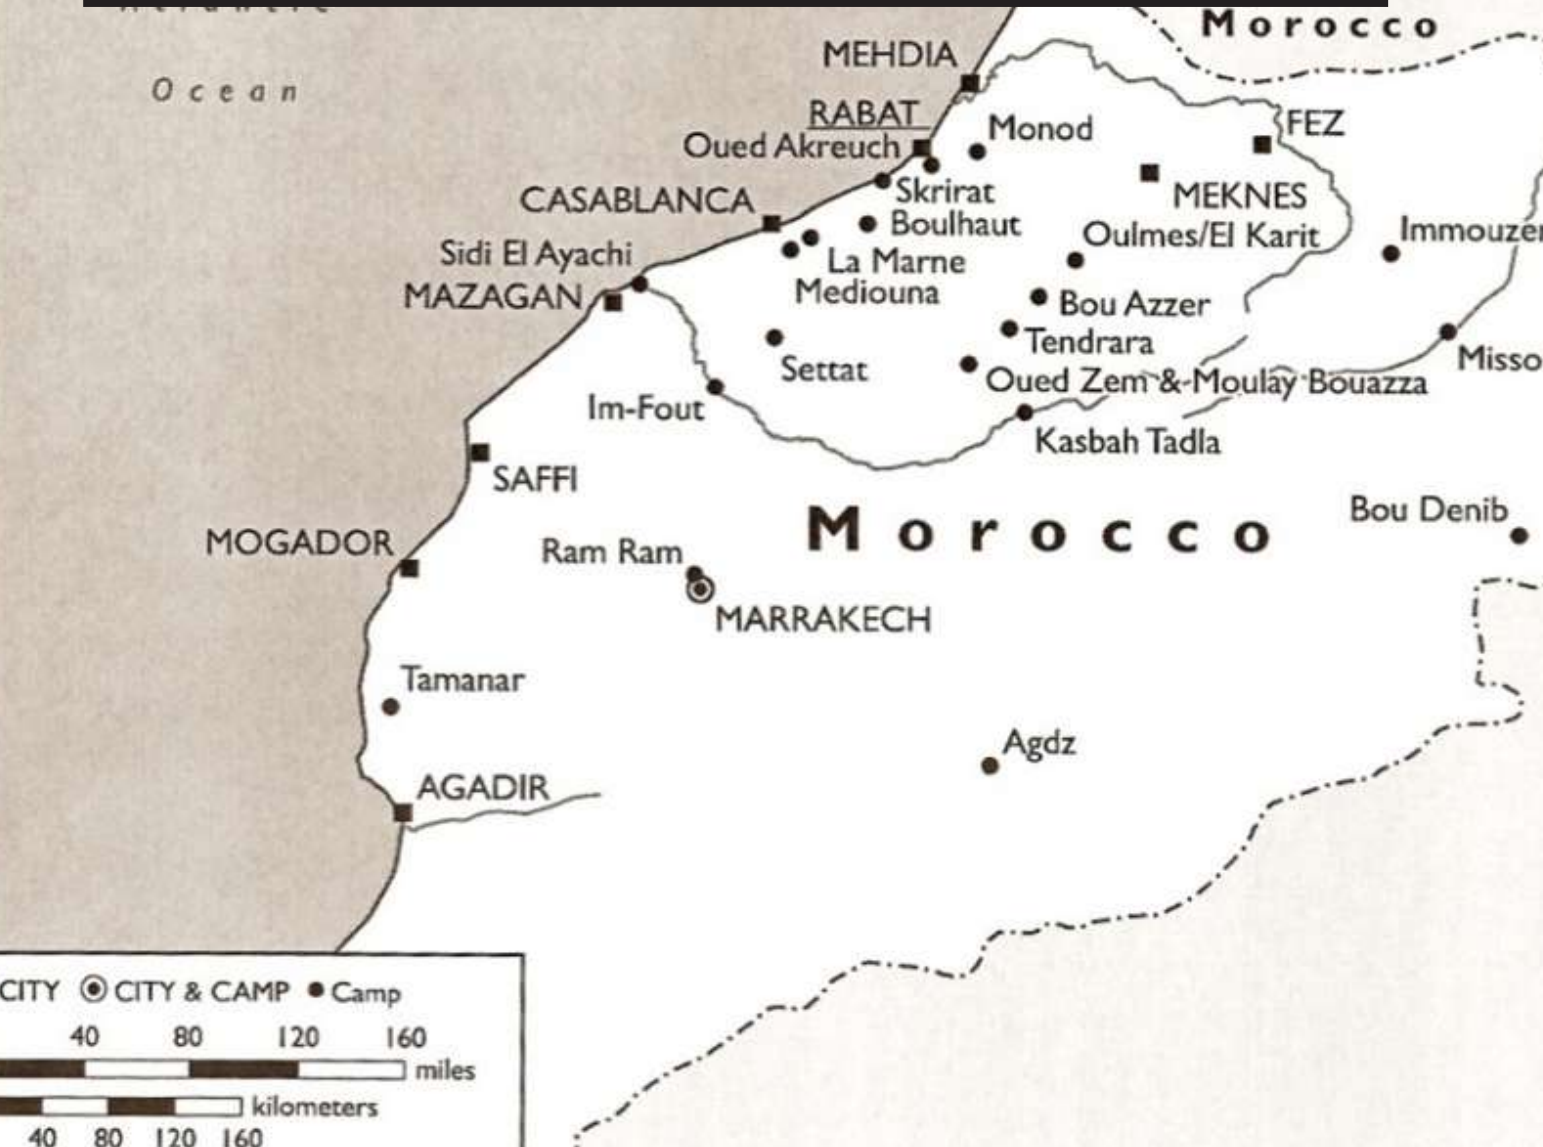 Ocean
Morocco
MEHDIA
RABAT
Monod
FEZ
Oued Akreuch
Skrirat
MEKNES
CASABLANCA
Boulhaut
Oulmes/El Karit
Immouzer
Sidi El Ayachi
La Marne
MAZAGAN
Mediouna
Bou Azzer
Tendrara
Settat
Misso
Oued Zem & Moulay Bouazza
Im-Fout
Kasbah Tadla
SAFFI
Morocco
Bou Denib
MOGADOR
Ram Ram
MARRAKECH
Tamanar
Agdz
AGADIR
CITY CITY & CAMP Camp
40 80 120 160
miles
kilometers
40 80 120 160